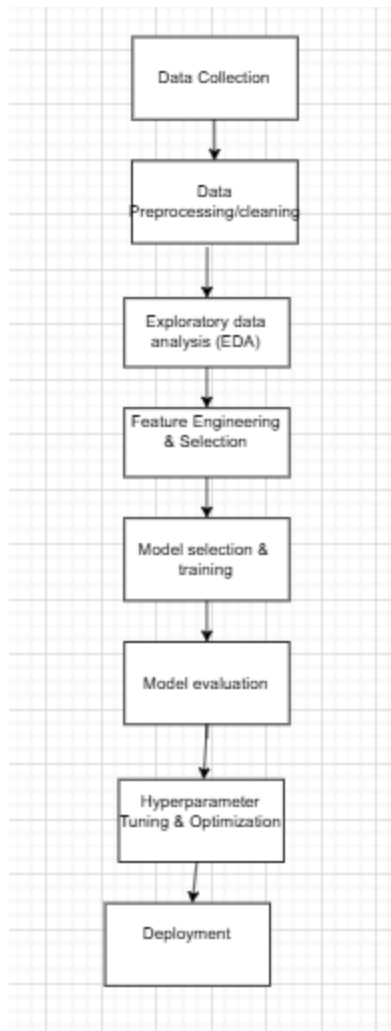 Data Collection
Data
Preprocessing/cleaning
Exploratory data
analysis (EDA)
Feature Engineering
& Selection
Model selection &
training
Model evaluation
Hyperparameter
Tuning & Optimization
Deployment